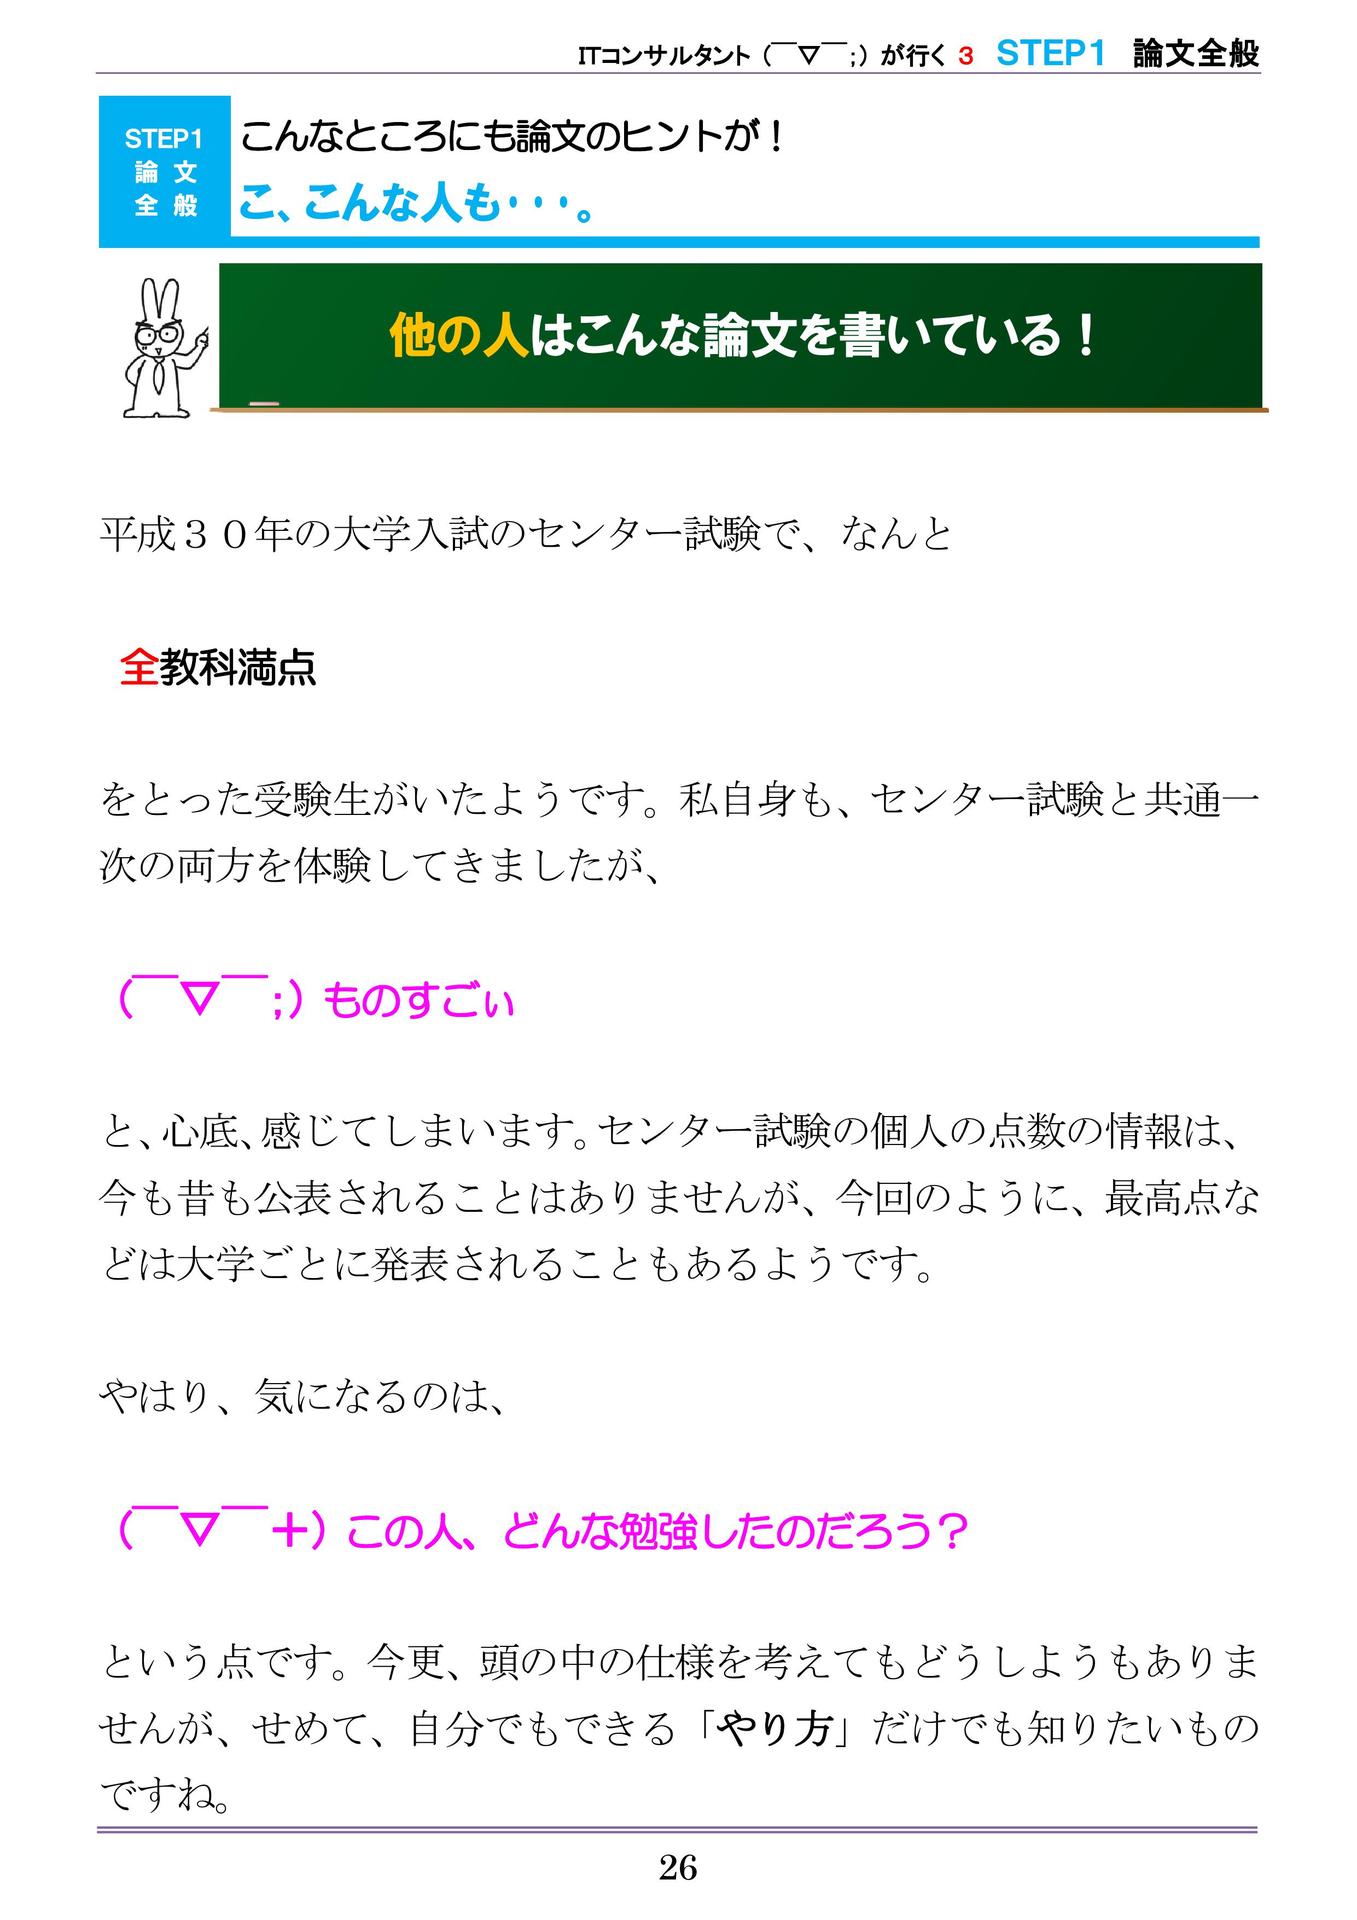 ITコンサルタント（￣▽￣；）が行く 3 STEP1 論文全般
STEP1
論 文
全 般
こんなところにも論文のヒントが！
こ、こんな人も・・・。
他の人はこんな論文を書いている！
平成３０年の大学入試のセンター試験で、なんと
全教科満点
をとった受験生がいたようです。私自身も、センター試験と共通一
次の両方を体験してきましたが、
（￣▽￣；）ものすごぃ
と、心底、感じてしまいます。センター試験の個人の点数の情報は、
今も昔も公表されることはありませんが、今回のように、最高点な
どは大学ごとに発表されることもあるようです。
やはり、気になるのは、
（￣▽￣＋）この人、どんな勉強したのだろう？
という点です。今更、頭の中の仕様を考えてもどうしようもありま
せんが、せめて、自分でもできる「やり方」だけでも知りたいもの
ですね。
26